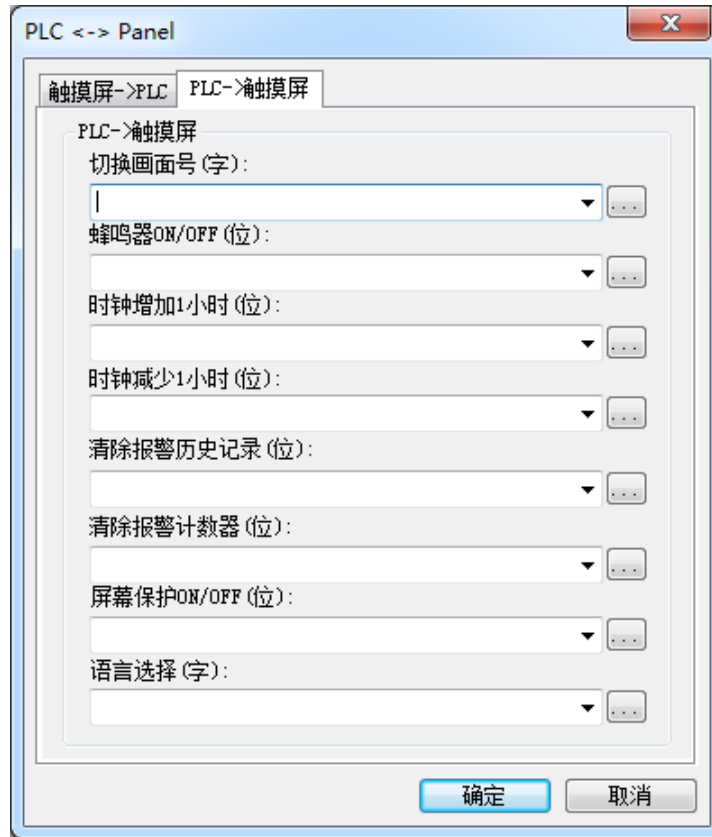 PLC <-> Panel
触摸屏->PLC PLC->触摸屏
PLC->触摸屏
切换画面号(字):
...
蜂鸣器ON/OFF(位):
...
时钟增加1小时(位):
...
时钟减少1小时(位):
...
清除报警历史记录(位):
...
清除报警计数器(位):
...
屏幕保护ON/OFF(位):
...
语言选择(字):
...
确定 取消